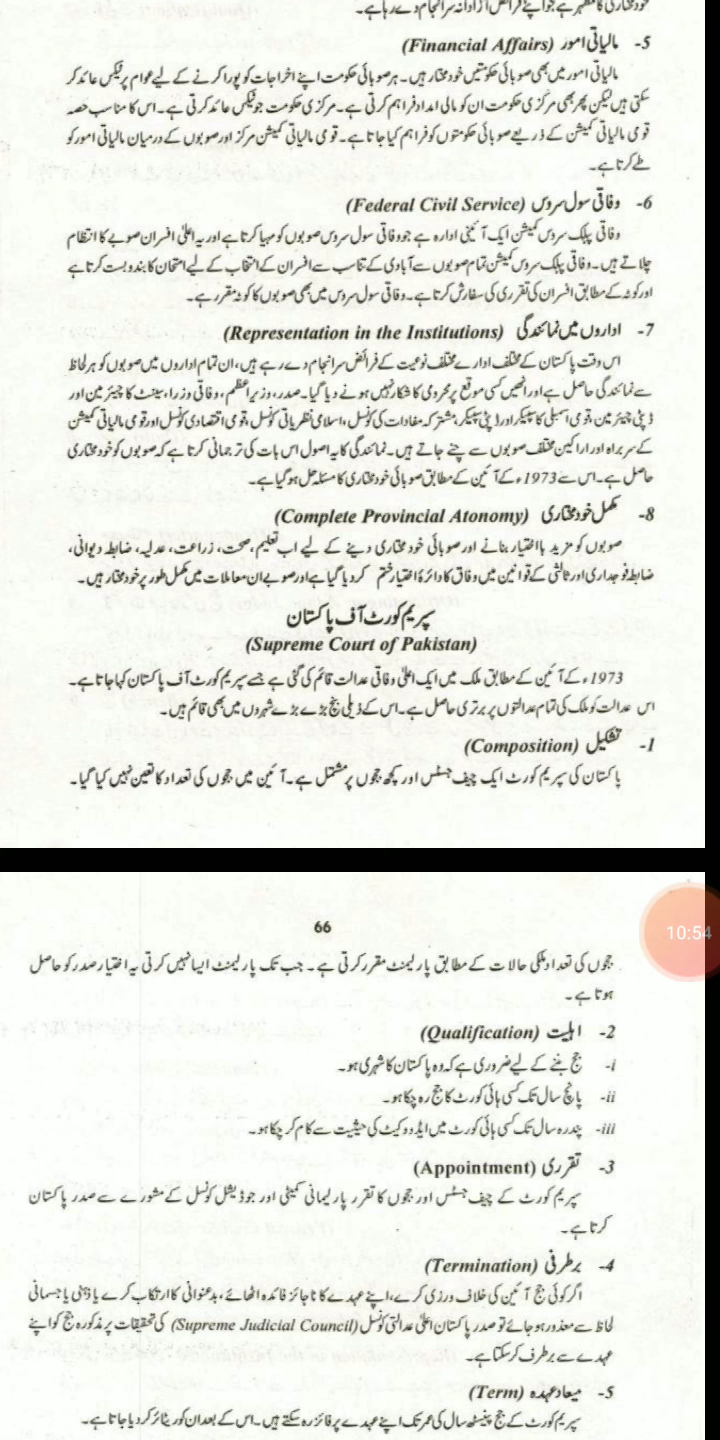 خودمختاری کا مظہر ہے جو اپنے فرائض آزادانہ سرانجام دے رہا ہے۔
5- مالیاتی امور (Financial Affairs)
مالیاتی امور میں بھی صوبائی حکومتیں خودمختار ہیں۔ ہر صوبائی حکومت اپنے اخراجات کو پورا کرنے کے لیے عوام پر ٹیکس عائد کر
سکتی ہیں لیکن پھر بھی مرکزی حکومت ان کو مالی امداد فراہم کرتی ہے۔ مرکزی حکومت جو ٹیکس عائد کرتی ہے۔ اس کا مناسب حصہ
قومی مالیاتی کمیشن کے ذریعے صوبائی حکومتوں کو فراہم کیا جاتا ہے۔ قومی مالیاتی کمیشن مرکز اور صوبوں کے درمیان مالیاتی امور کو
طے کرتا ہے۔
6- وفاقی سول سروس (Federal Civil Service)
وفاقی پبلک سروس کمیشن ایک آئینی ادارہ ہے جو وفاقی سول سروس صوبوں کو مہیا کرتا ہے اور یہ اعلیٰ افسران صوبے کا انتظام
چلاتے ہیں۔ وفاقی پبلک سروس کمیشن تمام صوبوں سے آبادی کے تناسب سے افسران کے انتخاب کے لیے امتحان کا بندوبست کرتا ہے
اور کوٹہ کے مطابق افسران کی تقرری کی سفارش کرتا ہے۔ وفاقی سول سروس میں بھی صوبوں کا کوٹہ مقرر ہے۔
7- اداروں میں نمائندگی (Representation in the Institutions)
اس وقت پاکستان کے مختلف ادارے مختلف نوعیت کے فرائض سرانجام دے رہے ہیں، ان تمام اداروں میں صوبوں کو ہر لحاظ
سے نمائندگی حاصل ہے اور انھیں کسی موقع پر محرومی کا شکار نہیں ہونے دیا گیا۔ صدر، وزیراعظم، وفاقی وزرا، سینٹ کا چیئرمین اور
ڈپٹی چیئرمین، قومی اسمبلی کا سپیکر اور ڈپٹی سپیکر، مشترکہ مفادات کی کونسل، اسلامی نظریاتی کونسل، قومی اقتصادی کونسل اور قومی مالیاتی کمیشن
کے سربراہ اور اراکین مختلف صوبوں سے چنے جاتے ہیں۔ نمائندگی کا یہ اصول اس بات کی ترجمانی کرتا ہے کہ صوبوں کو خودمختاری
حاصل ہے۔ اس سے 1973ء کے آئین کے مطابق صوبائی خودمختاری کا مسئلہ حل ہو گیا ہے۔
8- مکمل خودمختاری (Complete Provincial Atonomy)
صوبوں کو مزید بااختیار بنانے اور صوبائی خودمختاری دینے کے لیے اب تعلیم، صحت، زراعت، عدلیہ، ضابطہ دیوانی،
ضابطہ فوجداری اور ثالثی کے قوانین میں وفاق کا دائرۂ اختیار ختم کر دیا گیا ہے اور صوبے ان معاملات میں مکمل طور پر خودمختار ہیں۔
سپریم کورٹ آف پاکستان
(Supreme Court of Pakistan)
1973ء کے آئین کے مطابق ملک میں ایک اعلیٰ وفاقی عدالت قائم کی گئی ہے جسے سپریم کورٹ آف پاکستان کہا جاتا ہے۔
اس عدالت کو ملک کی تمام عدالتوں پر برتری حاصل ہے۔ اس کے ذیلی بنچ بڑے بڑے شہروں میں بھی قائم ہیں۔
1- تشکیل (Composition)
پاکستان کی سپریم کورٹ ایک چیف جسٹس اور کچھ ججوں پر مشتمل ہے۔ آئین میں ججوں کی تعداد کا تعین نہیں کیا گیا۔
66
10:54
ججوں کی تعداد ملکی حالات کے مطابق پارلیمنٹ مقرر کرتی ہے۔ جب تک پارلیمنٹ ایسا نہیں کرتی یہ اختیار صدر کو حاصل
ہوتا ہے۔
2- اہلیت (Qualification)
i- جج بننے کے لیے ضروری ہے کہ وہ پاکستان کا شہری ہو۔
ii- پانچ سال تک کسی ہائی کورٹ کا جج رہ چکا ہو۔
iii- پندرہ سال تک کسی ہائی کورٹ میں ایڈووکیٹ کی حیثیت سے کام کر چکا ہو۔
3- تقرری (Appointment)
سپریم کورٹ کے چیف جسٹس اور ججوں کا تقرر پارلیمانی کمیٹی اور جوڈیشل کونسل کے مشورے سے صدر پاکستان
کرتا ہے۔
4- برطرفی (Termination)
اگر کوئی جج آئین کی خلاف ورزی کرے، اپنے عہدے کا ناجائز فائدہ اٹھائے، بدعنوانی کا ارتکاب کرے یا ذہنی یا جسمانی
لحاظ سے معذور ہو جائے تو صدر پاکستان اعلیٰ عدالتی کونسل (Supreme Judicial Council) کی تحقیقات پر مذکورہ جج کو اپنے
عہدے سے برطرف کر سکتا ہے۔
5- میعاد عہدہ (Term)
سپریم کورٹ کے جج پینسٹھ سال کی عمر تک اپنے عہدے پر فائز رہ سکتے ہیں۔ اس کے بعد ان کو ریٹائر کر دیا جاتا ہے۔